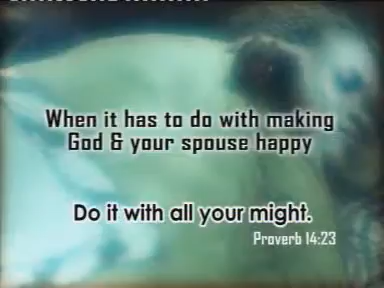 When it has to do with making
God & your spouse happy
Do it with all your might.
Proverb 14:23